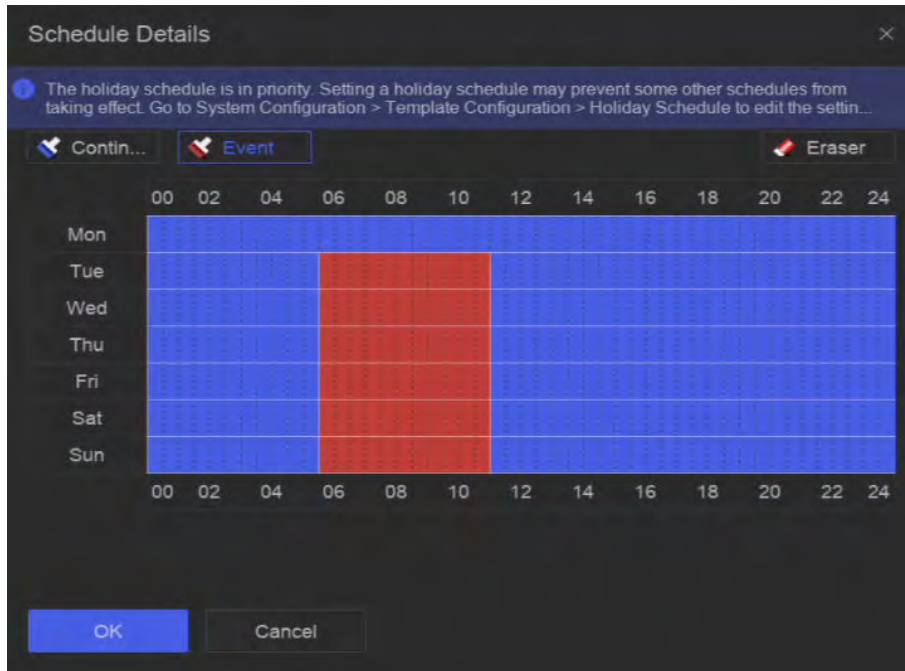 Schedule Details
The holiday schedule is in priority. Setting a holiday schedule may prevent some other schedules from
taking effect. Go to System Configuration > Template Configuration > Holiday Schedule to edit the settin...
Contin... Event Eraser
00 02 04 06 08 10 12 14 16 18 20 22 24
Mon
Tue
Wed
Thu
Fri
Sat
Sun
00 02 04 06 08 10 12 14 16 18 20 22 24
OK Cancel